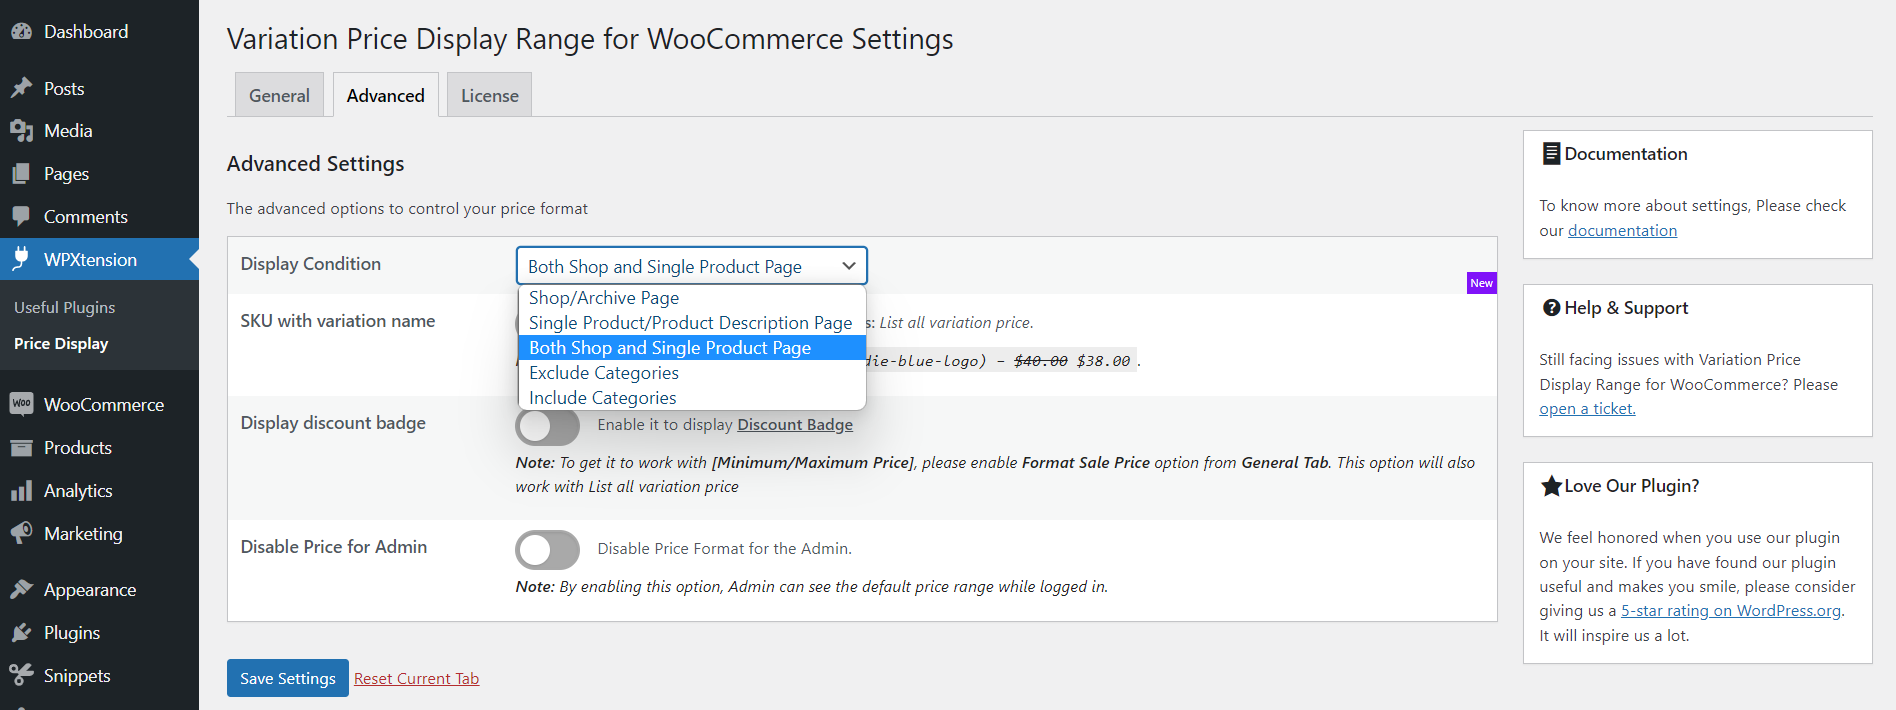 Dashboard
Posts
Media
Pages
Comments
WPXtension
Useful Plugins
Price Display
WooCommerce
Products
Analytics
Marketing
Appearance
Plugins
Snippets
Variation Price Display Range for WooCommerce Settings
General
Advanced
License
Advanced Settings
The advanced options to control your price format
Display Condition
Both Shop and Single Product Page
Shop/Archive Page
Single Product/Product Description Page
Both Shop and Single Product Page
Exclude Categories
Include Categories
New
SKU with variation name
: List all variation price.
die-blue-logo) – $40.00 $38.00 .
Display discount badge
Enable it to display Discount Badge
Note: To get it to work with [Minimum/Maximum Price], please enable Format Sale Price option from General Tab. This option will also
work with List all variation price
Disable Price for Admin
Disable Price Format for the Admin.
Note: By enabling this option, Admin can see the default price range while logged in.
Save Settings
Reset Current Tab
Documentation
To know more about settings, Please check
our documentation
Help & Support
Still facing issues with Variation Price
Display Range for WooCommerce? Please
open a ticket.
Love Our Plugin?
We feel honored when you use our plugin
on your site. If you have found our plugin
useful and makes you smile, please consider
giving us a 5-star rating on WordPress.org.
It will inspire us a lot.